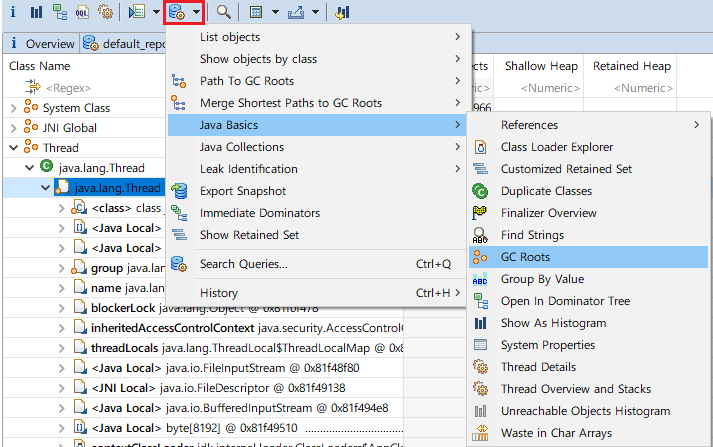 i Overview default_repo
Class Name ects Shallow Heap Retained Heap
<Regex> <Numeric> <Numeric>
System Class 966
JNI Global
Thread
java.lang.Thread
java.lang.Thread
<class> class
<Java Local>
<Java Local>
group java.lan
name java.lan
blockerLock java.lang.Object @ 0x81f0f478
inheritedAccessControlContext java.security.AccessControlC
threadLocals java.lang.ThreadLocal$ThreadLocalMap @
<Java Local> java.io.FileInputStream @ 0x81f48f80
<JNI Local> java.io.FileDescriptor @ 0x81f49138
<Java Local> java.io.BufferedInputStream @ 0x81f494e8
<Java Local> byte[8192] @ 0x81f49510
List objects
Show objects by class
Path To GC Roots
Merge Shortest Paths to GC Roots
Java Basics
Java Collections
Leak Identification
Export Snapshot
Immediate Dominators
Show Retained Set
Search Queries... Ctrl+Q
History Ctrl+H
References
Class Loader Explorer
Customized Retained Set
Duplicate Classes
Finalizer Overview
Find Strings
GC Roots
Group By Value
Open In Dominator Tree
Show As Histogram
System Properties
Thread Details
Thread Overview and Stacks
Unreachable Objects Histogram
Waste in Char Arrays